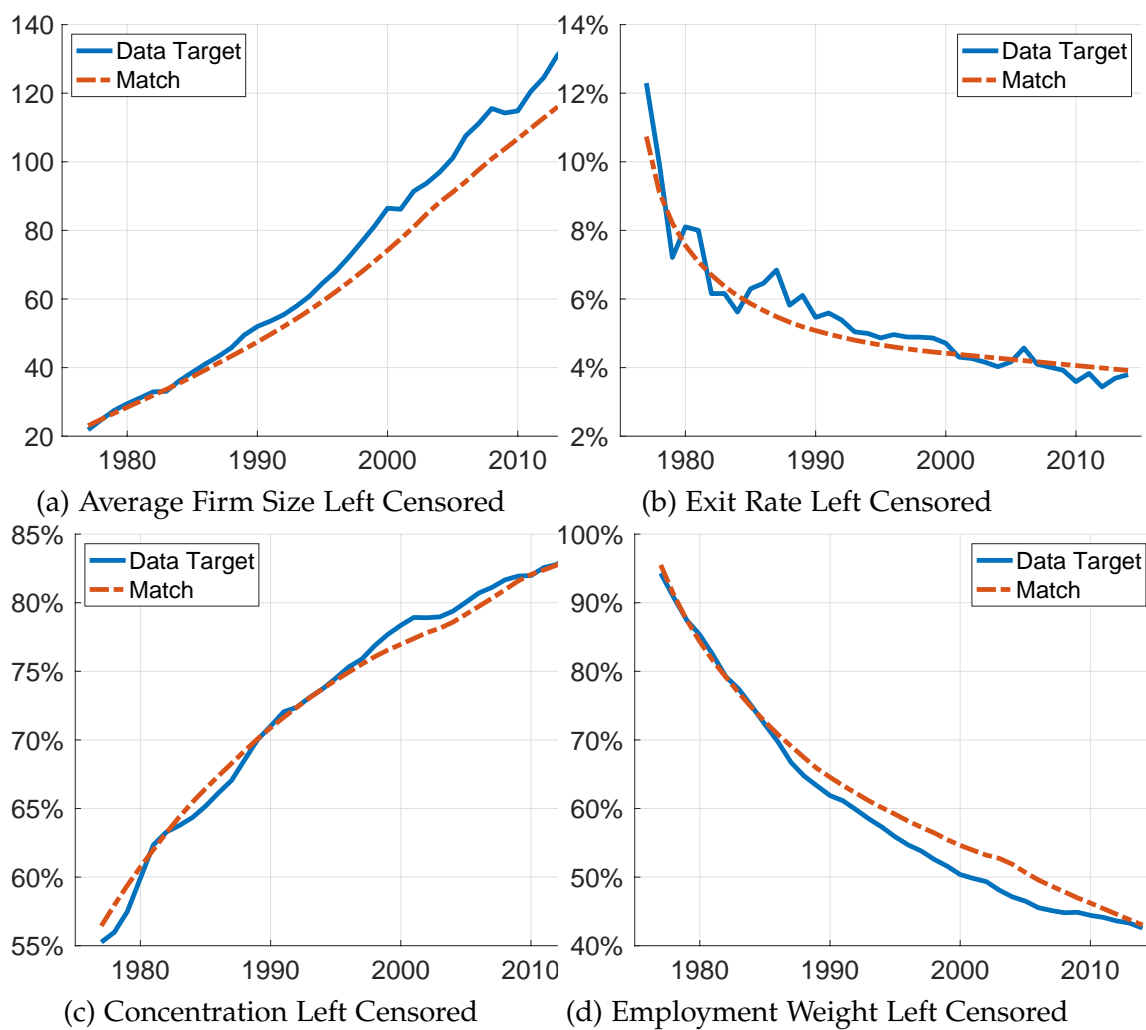 140
120
100
80
60
40
20
Data Target
Match
1980 1990 2000 2010
(a) Average Firm Size Left Censored
14%
12%
10%
8%
6%
4%
2%
Data Target
Match
1980 1990 2000 2010
(b) Exit Rate Left Censored
85%
80%
75%
70%
65%
60%
55%
Data Target
Match
1980 1990 2000 2010
(c) Concentration Left Censored
100%
90%
80%
70%
60%
50%
40%
Data Target
Match
1980 1990 2000 2010
(d) Employment Weight Left Censored